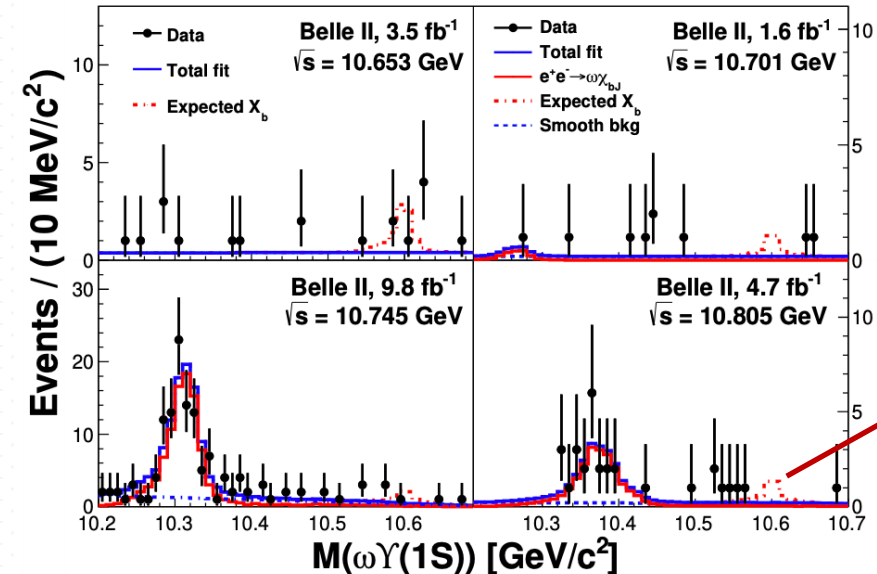 Events / (10 MeV/c²)
10
5
0
Data
Total fit
Expected X_b
Belle II, 3.5 fb⁻¹
√s = 10.653 GeV
Data
Total fit
e⁺e⁻→ωχ_bJ
Expected X_b
Smooth bkg
Belle II, 1.6 fb⁻¹
√s = 10.701 GeV
10
5
0
30
20
10
0
Belle II, 9.8 fb⁻¹
√s = 10.745 GeV
Belle II, 4.7 fb⁻¹
√s = 10.805 GeV
10
5
0
10.2 10.3 10.4 10.5 10.6 10.3 10.4 10.5 10.6 10.7
M(ωϒ(1S)) [GeV/c²]